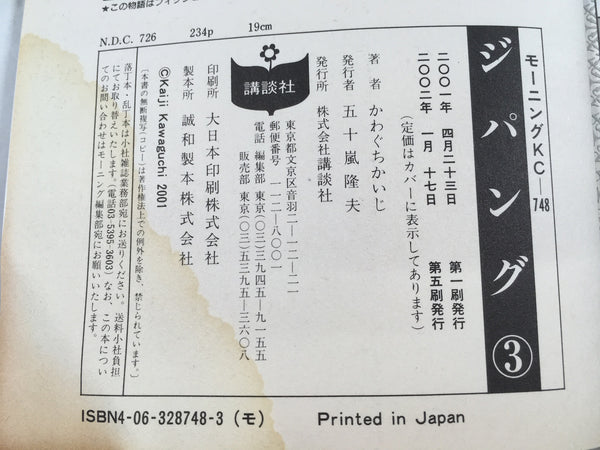 ★この物語はフィク
N.D.C. 726 234p 19cm
モーニングKC—748
ジパング ③
二〇〇一年 四月二十三日 第一刷発行
二〇〇二年 一月 十七日 第五刷発行
(定価はカバーに表示してあります)
著者 かわぐちかいじ
発行者 五十嵐隆夫
発行所 株式会社講談社
東京都文京区音羽二-一二-二一
郵便番号 一一二-八〇〇一
電話 編集部 東京(〇三)三九四五-九一五五
販売部 東京(〇三)五三九五-三六〇八
講談社
印刷所 大日本印刷株式会社
製本所 誠和製本株式会社
©Kaiji Kawaguchi 2001
(本書の無断複写(コピー)は著作権法上での例外を除き、禁じられています。)
落丁本・乱丁本は小社雑誌業務部宛にお送りください。送料小社負担
にてお取り替えいたします。(電話03-5395-3603)なお、この本につい
てのお問い合わせはモーニング編集部宛にお願いいたします。
ISBN4-06-328748-3 (モ) Printed in Japan